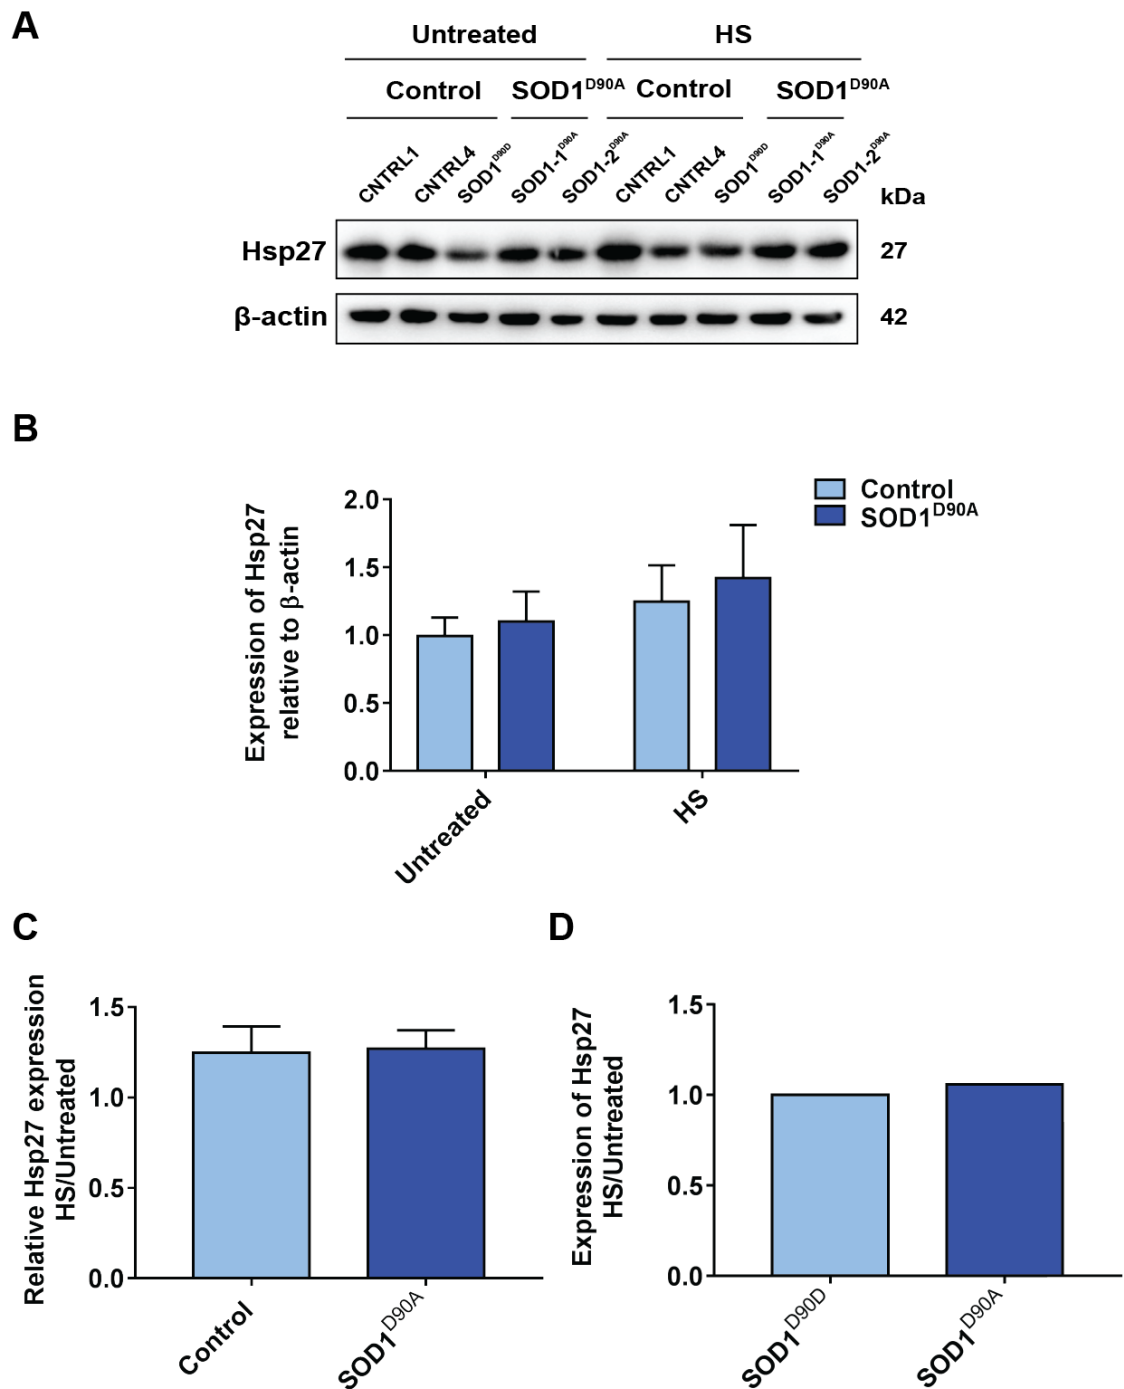 A
Untreated HS
Control SOD1D90A Control SOD1D90A
CNTRL1 CNTRL4 SOD1D90D SOD1-1D90A SOD1-2D90A CNTRL1 CNTRL4 SOD1D90D SOD1-1D90A SOD1-2D90A kDa
Hsp27 27
β-actin 42
B
Control
SOD1D90A
Expression of Hsp27
relative to β-actin
2.0
1.5
1.0
0.5
0.0
Untreated HS
C
Relative Hsp27 expression
HS/Untreated
1.5
1.0
0.5
0.0
Control SOD1D90A
D
Expression of Hsp27
HS/Untreated
1.5
1.0
0.5
0.0
SOD1D90D SOD1D90A